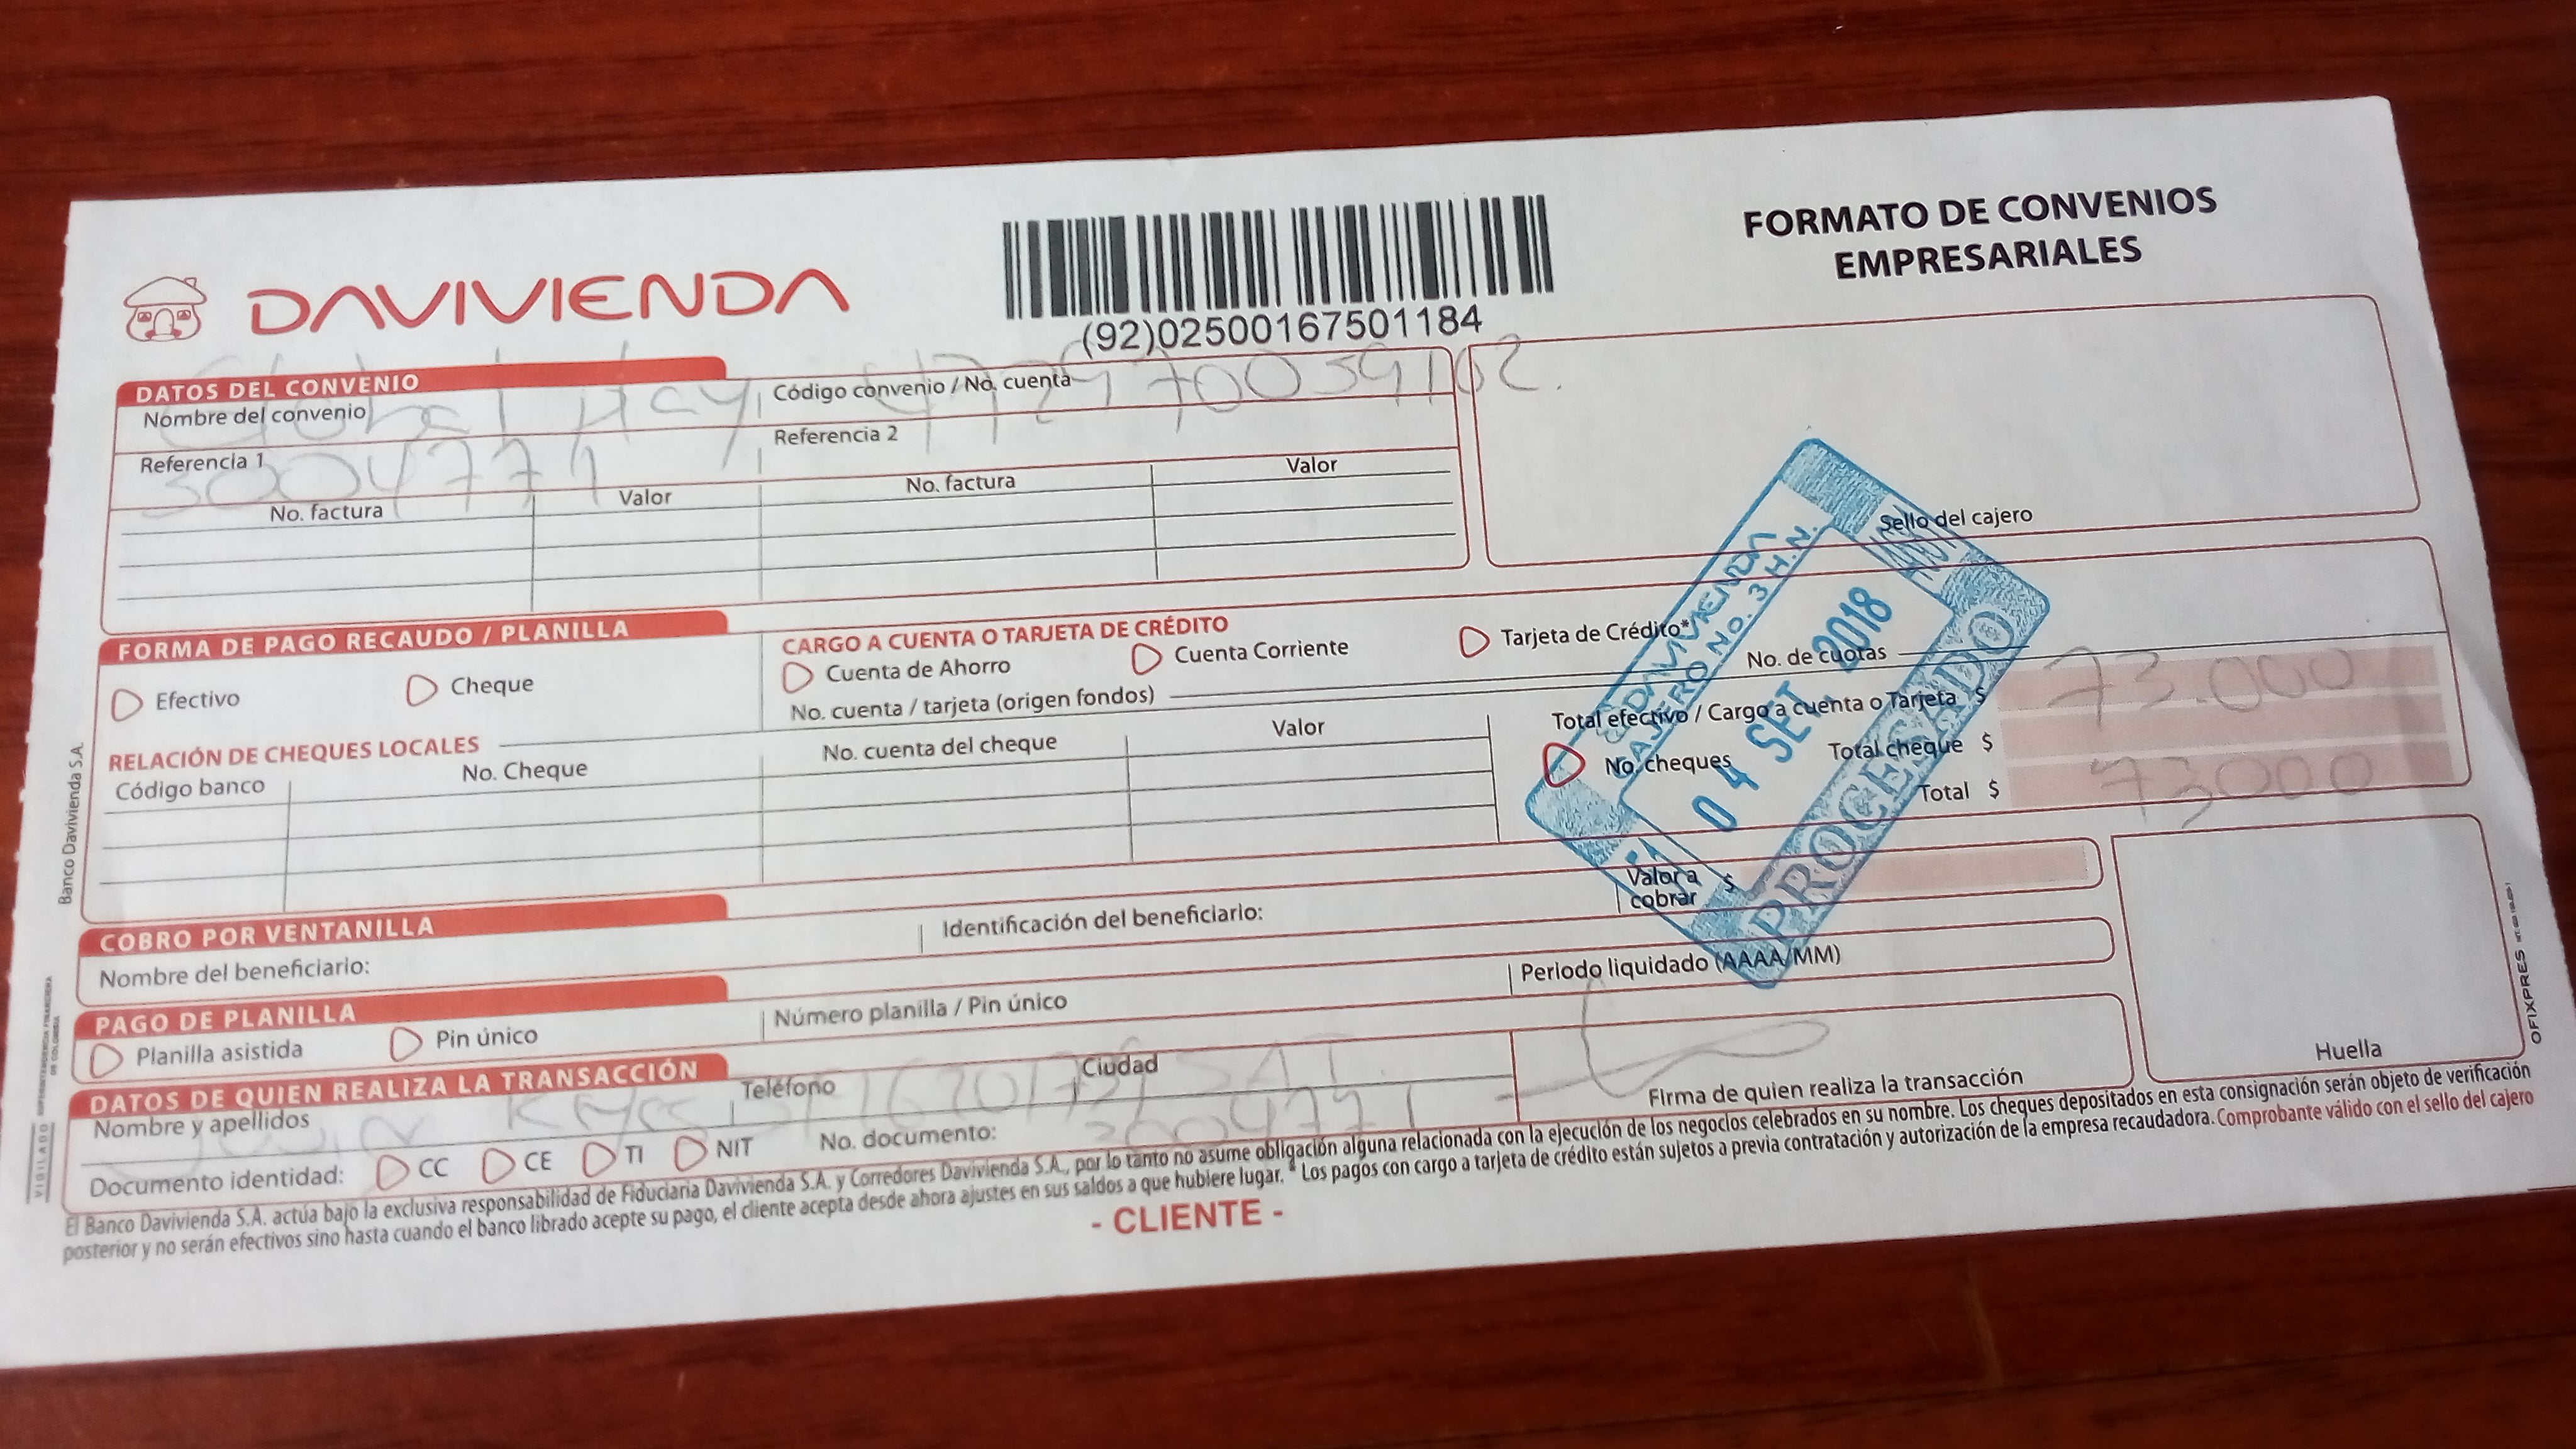 DAVIVIENDA
(92)02500167501184
FORMATO DE CONVENIOS
EMPRESARIALES
DATOS DEL CONVENIO
Nombre del convenio
Código convenio / No. cuenta
Referencia 1 3004771
Referencia 2
No. factura Valor No. factura Valor
Sello del cajero
DAVIVIENDA
CAJERO No. 3 H.N.
04 SET 2018
PROCESADO
FORMA DE PAGO RECAUDO / PLANILLA
Efectivo Cheque
CARGO A CUENTA O TARJETA DE CRÉDITO
Cuenta de Ahorro Cuenta Corriente Tarjeta de Crédito*
No. cuenta / tarjeta (origen fondos) No. de cuotas
Total efectivo / Cargo a cuenta o Tarjeta $ 73.000
No. cheques Total cheque $
Total $ 73000
RELACIÓN DE CHEQUES LOCALES
Código banco No. Cheque No. cuenta del cheque Valor
COBRO POR VENTANILLA
Nombre del beneficiario: Identificación del beneficiario: Valor a cobrar $
PAGO DE PLANILLA
Planilla asistida Pin único Número planilla / Pin único Periodo liquidado (AAAA/MM)
DATOS DE QUIEN REALIZA LA TRANSACCIÓN
Nombre y apellidos Teléfono Ciudad
Documento identidad: CC CE TI NIT No. documento: 3004771
Firma de quien realiza la transacción
Huella
El Banco Davivienda S.A. actúa bajo la exclusiva responsabilidad de Fiduciaria Davivienda S.A. y Corredores Davivienda S.A., por lo tanto no asume obligación alguna relacionada con la ejecución de los negocios celebrados en su nombre. Los cheques depositados en esta consignación serán objeto de verificación
posterior y no serán efectivos sino hasta cuando el banco librado acepte su pago, el cliente acepta desde ahora ajustes en sus saldos a que hubiere lugar. * Los pagos con cargo a tarjeta de crédito están sujetos a previa contratación y autorización de la empresa recaudadora. Comprobante válido con el sello del cajero
- CLIENTE -
Banco Davivienda S.A.
VIGILADO SUPERINTENDENCIA FINANCIERA
DE COLOMBIA
OFIXPRES